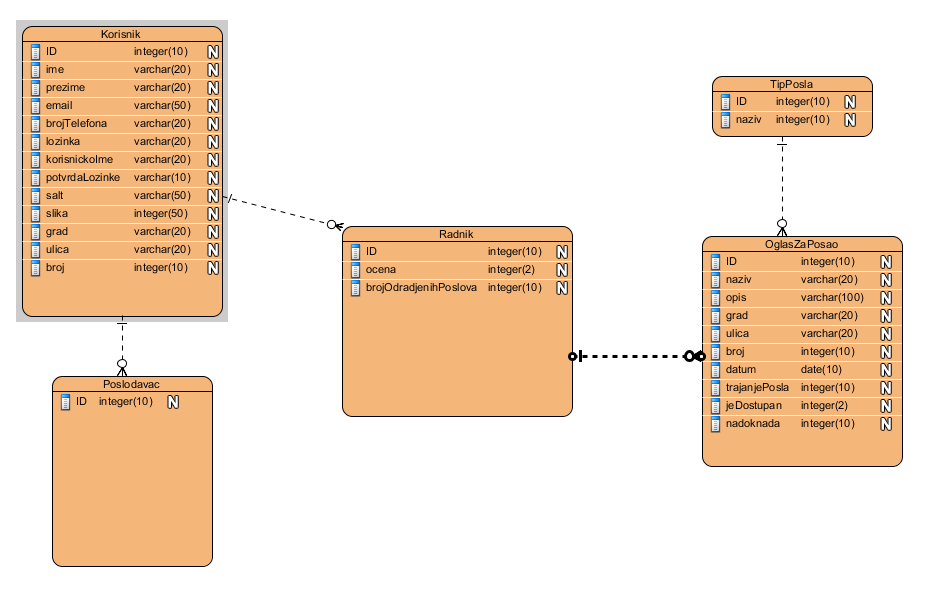 Korisnik
ID integer(10) N
ime varchar(20) N
prezime varchar(20) N
email varchar(50) N
brojTelefona varchar(20) N
lozinka varchar(20) N
korisnickoIme varchar(20) N
potvrdaLozinke varchar(10) N
salt varchar(50) N
slika integer(50) N
grad varchar(20) N
ulica varchar(20) N
broj integer(10) N
TipPosla
ID integer(10) N
naziv integer(10) N
Radnik
ID integer(10) N
ocena integer(2) N
brojOdradjenihPoslova integer(10) N
OglasZaPosao
ID integer(10) N
naziv varchar(20) N
opis varchar(100) N
grad varchar(20) N
ulica varchar(20) N
broj integer(10) N
datum date(10) N
trajanjePosla integer(10) N
jeDostupan integer(2) N
nadoknada integer(10) N
Poslodavac
ID integer(10) N